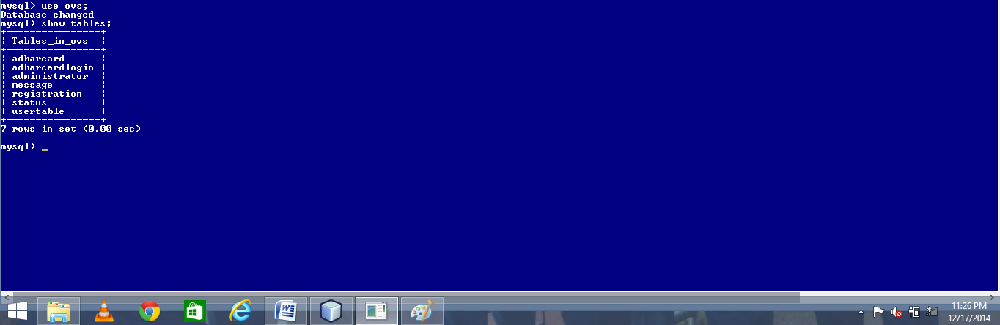 mysql> use ovs;
Database changed
mysql> show tables;
+----------------+
| Tables_in_ovs  |
+----------------+
| adharcard      |
| adharcardlogin |
| administrator  |
| message        |
| registration   |
| status         |
| usertable      |
+----------------+
7 rows in set (0.00 sec)
mysql> _
11:26 PM
12/17/2014